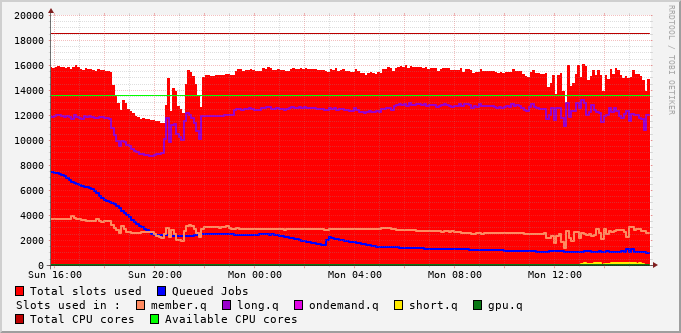 20000
18000
16000
14000
12000
10000
8000
6000
4000
2000
0
Sun 16:00 Sun 20:00 Mon 00:00 Mon 04:00 Mon 08:00 Mon 12:00
RRDTOOL / TOBI OETIKER
Total slots used Queued Jobs
Slots used in : member.q long.q ondemand.q short.q gpu.q
Total CPU cores Available CPU cores